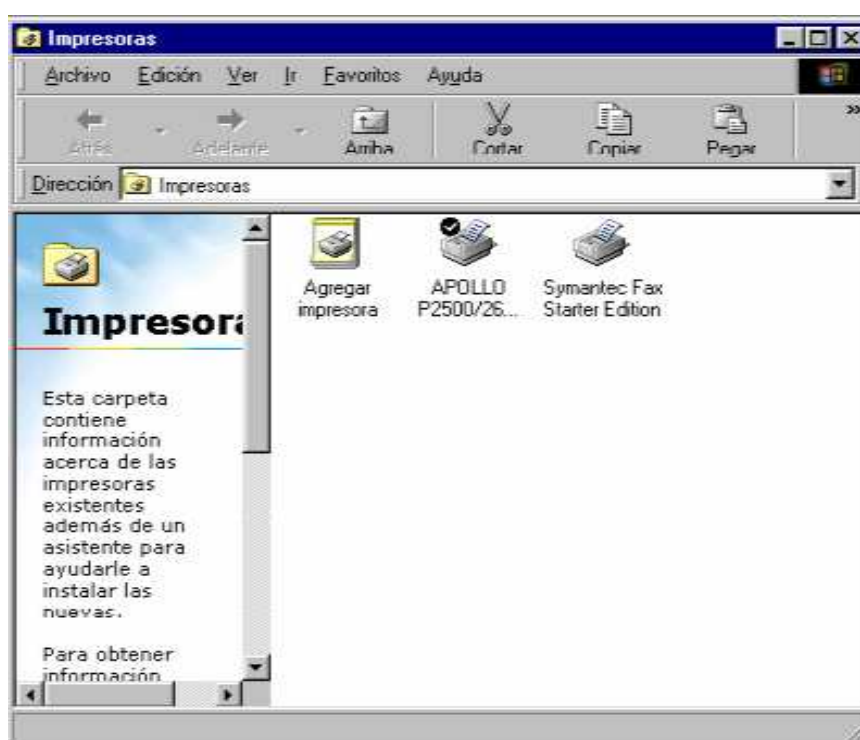 Impresoras
Archivo Edición Ver Ir Favoritos Ayuda
Atrás Adelante Arriba Cortar Copiar Pegar »
Dirección Impresoras
Agregar impresora
APOLLO P2500/26...
Symantec Fax Starter Edition
Impresora
Esta carpeta
contiene
información
acerca de las
impresoras
existentes
además de un
asistente para
ayudarle a
instalar las
nuevas.
Para obtener
información